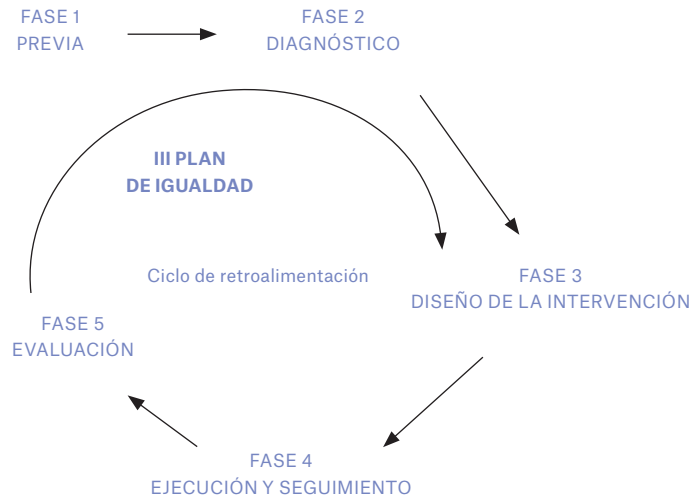 FASE 1
PREVIA
FASE 2
DIAGNÓSTICO
III PLAN
DE IGUALDAD
Ciclo de retroalimentación
FASE 3
DISEÑO DE LA INTERVENCIÓN
FASE 5
EVALUACIÓN
FASE 4
EJECUCIÓN Y SEGUIMIENTO